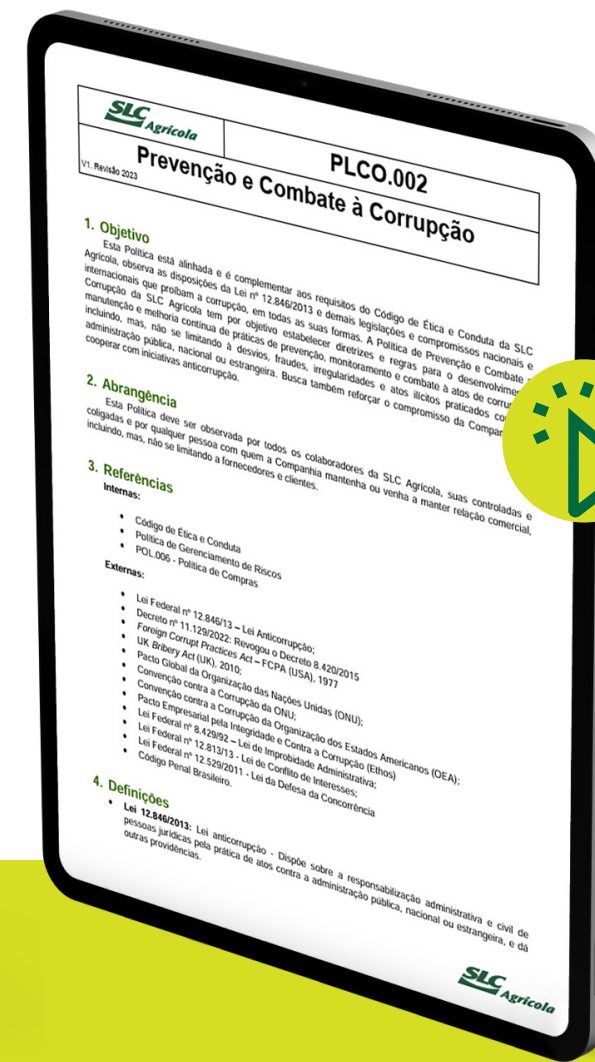 SLC
Agrícola
PLCO.002
Prevenção e Combate à Corrupção
V1. Revisão 2023
1. Objetivo
Esta Política está alinhada e é complementar aos requisitos do Código de Ética e Conduta da SLC
Agrícola, observa as disposições da Lei nº 12.846/2013 e demais legislações e compromissos nacionais e
internacionais que proíbam a corrupção, em todas as suas formas. A Política de Prevenção e Combate
Corrupção da SLC Agrícola tem por objetivo estabelecer diretrizes e regras para o
manutenção e melhoria contínua de práticas de prevenção, monitoramento e combate à atos de
incluindo, mas, não se limitando à desvios, fraudes, irregularidades e atos ilícitos praticados
administração pública, nacional ou estrangeira. Busca também reforçar o compromisso da
cooperar com iniciativas anticorrupção.
2. Abrangência
Esta Política deve ser observada por todos os colaboradores da SLC Agrícola, suas controladas e
coligadas e por qualquer pessoa com quem a Companhia mantenha ou venha a manter relação comercial,
incluindo, mas, não se limitando a fornecedores e clientes.
3. Referências
Internas:
• Código de Ética e Conduta
• Política de Gerenciamento de Riscos
• POL.006 - Política de Compras
Externas:
• Lei Federal nº 12.846/13 – Lei Anticorrupção;
• Decreto nº 11.129/2022: Revogou o Decreto 8.420/2015
• Foreign Corrupt Practices Act – FCPA (USA). 1977
• UK Bribery Act (UK). 2010;
• Pacto Global da Organização das Nações Unidas (ONU);
• Convenção contra a Corrupção da ONU;
• Convenção contra a Corrupção da Organização dos Estados Americanos (OEA);
• Pacto Empresarial pela Integridade e Contra a Corrupção (Ethos)
• Lei Federal nº 8.429/92 – Lei de Improbidade Administrativa;
• Lei Federal nº 12.813/13 - Lei de Conflito de Interesses;
• Lei Federal nº 12.529/2011 - Lei da Defesa da Concorrência
• Código Penal Brasileiro.
4. Definições
• Lei 12.846/2013: Lei anticorrupção - Dispõe sobre a responsabilização administrativa e civil de
pessoas jurídicas pela prática de atos contra a administração pública, nacional ou estrangeira, e dá
outras providências.
SLC
Agrícola